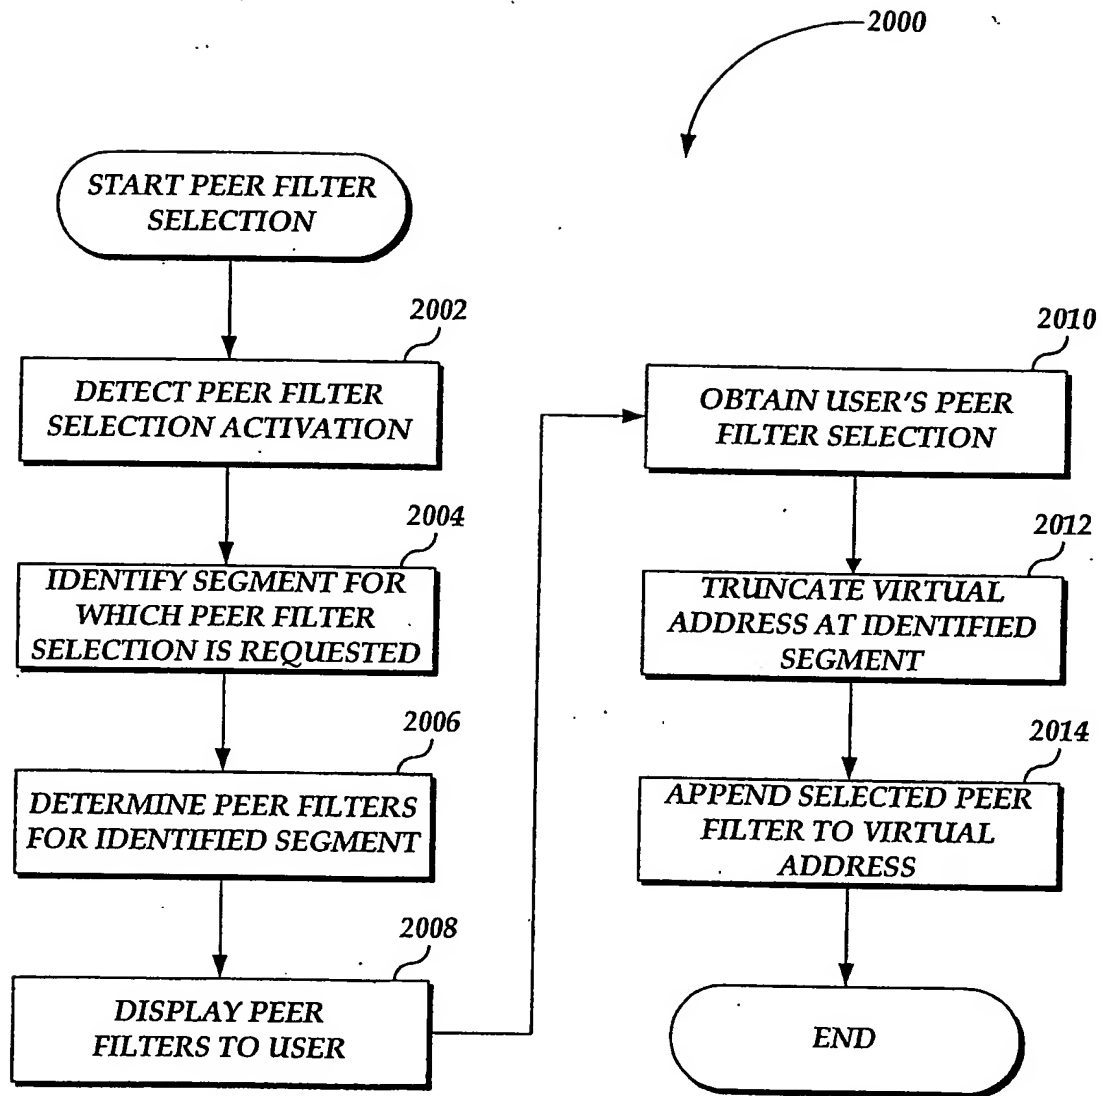 2000
START PEER FILTER
SELECTION
2002
DETECT PEER FILTER
SELECTION ACTIVATION
2004
IDENTIFY SEGMENT FOR
WHICH PEER FILTER
SELECTION IS REQUESTED
2006
DETERMINE PEER FILTERS
FOR IDENTIFIED SEGMENT
2008
DISPLAY PEER
FILTERS TO USER
2010
OBTAIN USER'S PEER
FILTER SELECTION
2012
TRUNCATE VIRTUAL
ADDRESS AT IDENTIFIED
SEGMENT
2014
APPEND SELECTED PEER
FILTER TO VIRTUAL
ADDRESS
END